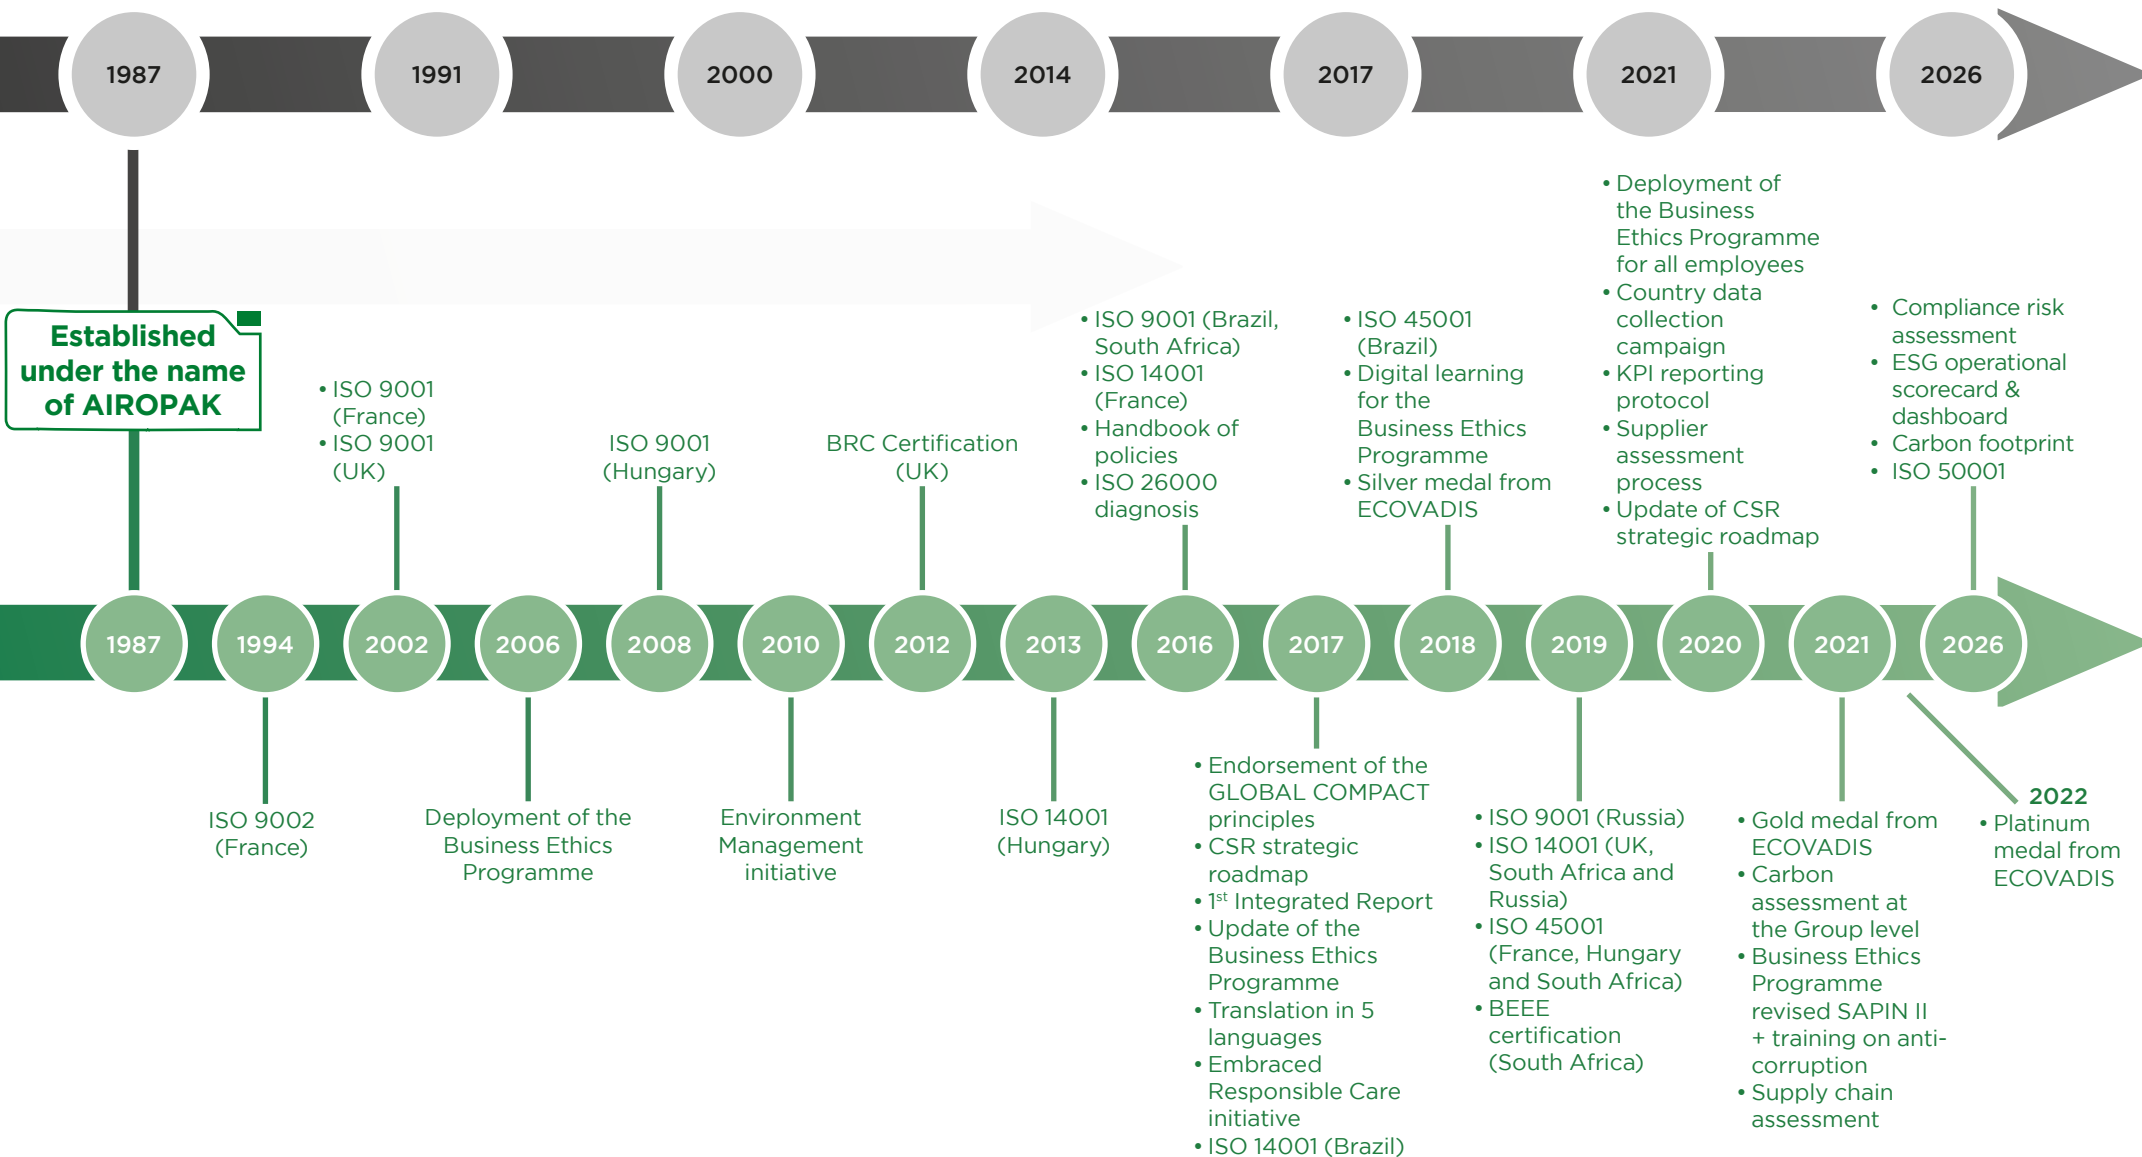 1987
1991
2000
2014
2017
2021
2026
Established
under the name
of AIROPAK
• ISO 9001
(France)
• ISO 9001
(UK)
ISO 9001
(Hungary)
BRC Certification
(UK)
• ISO 9001 (Brazil,
South Africa)
• ISO 14001
(France)
• Handbook of
policies
• ISO 26000
diagnosis
• ISO 45001
(Brazil)
• Digital learning
for the
Business Ethics
Programme
• Silver medal from
ECOVADIS
• Deployment of
the Business
Ethics Programme
for all employees
• Country data
collection
campaign
• KPI reporting
protocol
• Supplier
assessment
process
• Update of CSR
strategic roadmap
• Compliance risk
assessment
• ESG operational
scorecard &
dashboard
• Carbon footprint
• ISO 50001
1987
1994
2002
2006
2008
2010
2012
2013
2016
2017
2018
2019
2020
2021
2026
ISO 9002
(France)
Deployment of the
Business Ethics
Programme
Environment
Management
initiative
ISO 14001
(Hungary)
• Endorsement of the
GLOBAL COMPACT
principles
• CSR strategic
roadmap
• 1st Integrated Report
• Update of the
Business Ethics
Programme
• Translation in 5
languages
• Embraced
Responsible Care
initiative
• ISO 14001 (Brazil)
• ISO 9001 (Russia)
• ISO 14001 (UK,
South Africa and
Russia)
• ISO 45001
(France, Hungary
and South Africa)
• BEEE
certification
(South Africa)
• Gold medal from
ECOVADIS
• Carbon
assessment at
the Group level
• Business Ethics
Programme
revised SAPIN II
+ training on anti-
corruption
• Supply chain
assessment
2022
• Platinum
medal from
ECOVADIS